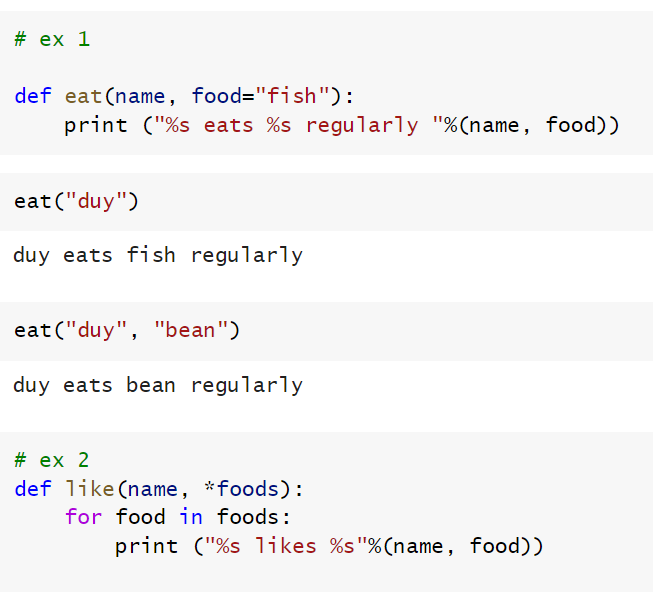 # ex 1
def eat(name, food="fish"):
    print ("%s eats %s regularly "%(name, food))
eat("duy")
duy eats fish regularly
eat("duy", "bean")
duy eats bean regularly
# ex 2
def like(name, *foods):
    for food in foods:
        print ("%s likes %s"%(name, food))